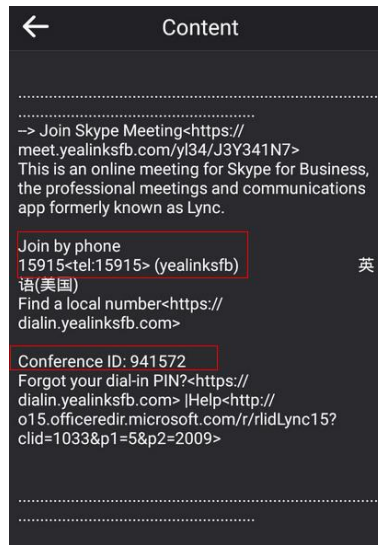 Content
................................................................................
......................................................
--> Join Skype Meeting<https://
meet.yealinksfb.com/yl34/J3Y341N7>
This is an online meeting for Skype for Business,
the professional meetings and communications
app formerly known as Lync.
Join by phone
15915<tel:15915> (yealinksfb) 英
语(美国)
Find a local number<https://
dialin.yealinksfb.com>
Conference ID: 941572
Forgot your dial-in PIN?<https://
dialin.yealinksfb.com> |Help<http://
o15.officeredir.microsoft.com/r/rlidLync15?
clid=1033&p1=5&p2=2009>
................................................................................
......................................................